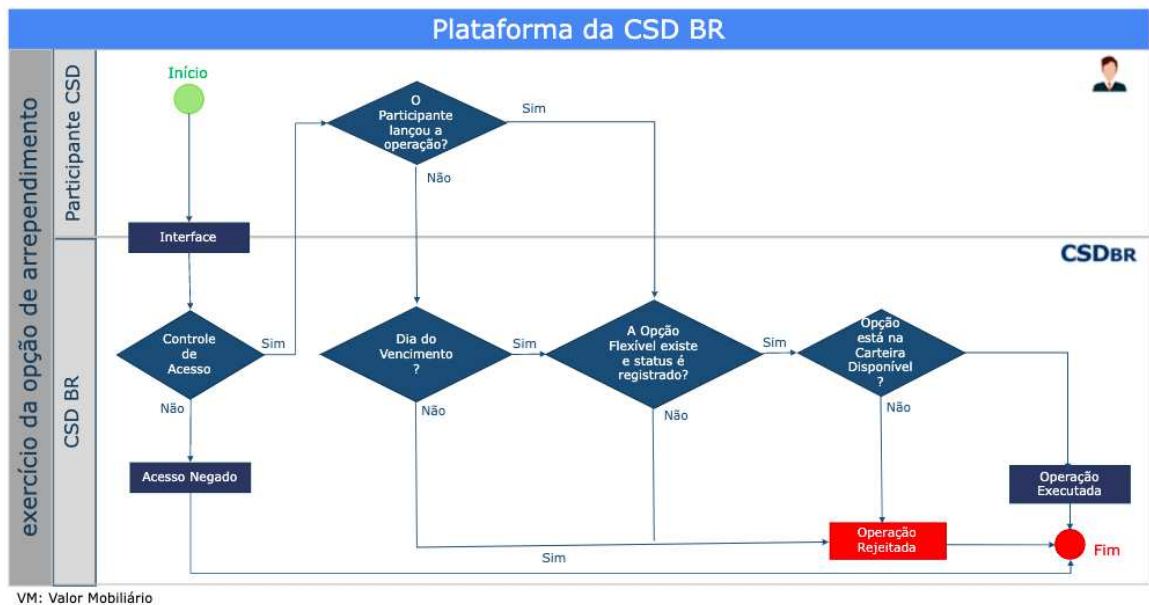 Plataforma da CSD BR
exercício da opção de arrependimento
Participante CSD
CSD BR
Início
O
Participante
lançou a
operação?
Sim
Não
Interface
CSDBR
Controle
de
Acesso
Sim
Não
Dia do
Vencimento
?
Sim
Não
A Opção
Flexível existe
e status é
registrado?
Sim
Não
Opção
está na
Carteira
Disponível
?
Não
Acesso Negado
Operação
Executada
Operação
Rejeitada
Sim
Fim
VM: Valor Mobiliário